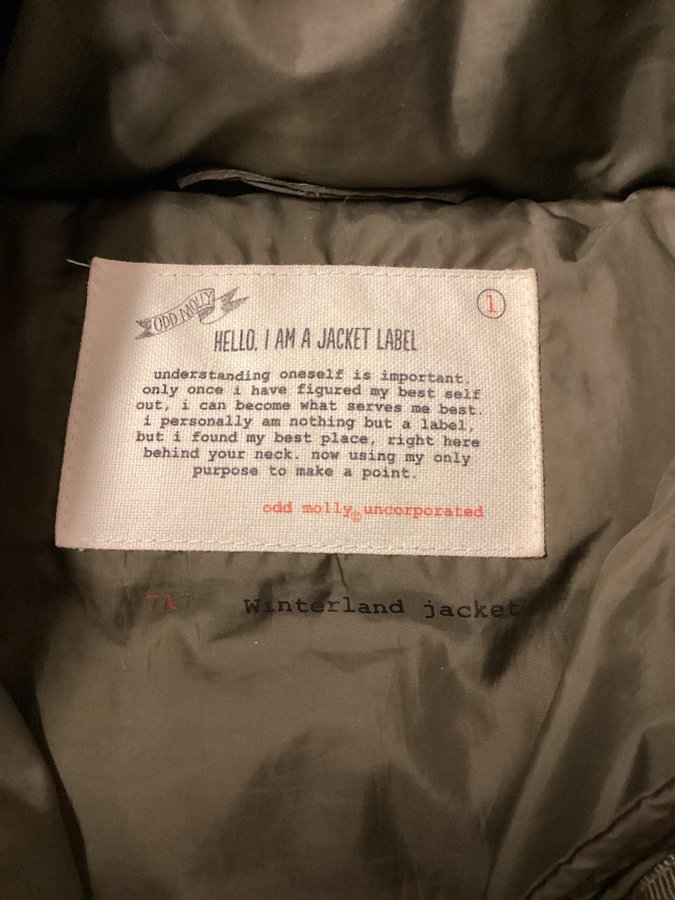 ODD MOLLY
1
HELLO, I AM A JACKET LABEL
understanding oneself is important.
only once i have figured my best self
out, i can become what serves me best.
i personally am nothing but a label,
but i found my best place, right here
behind your neck. now using my only
purpose to make a point.
odd molly© uncorporated
717 Winterland jacket